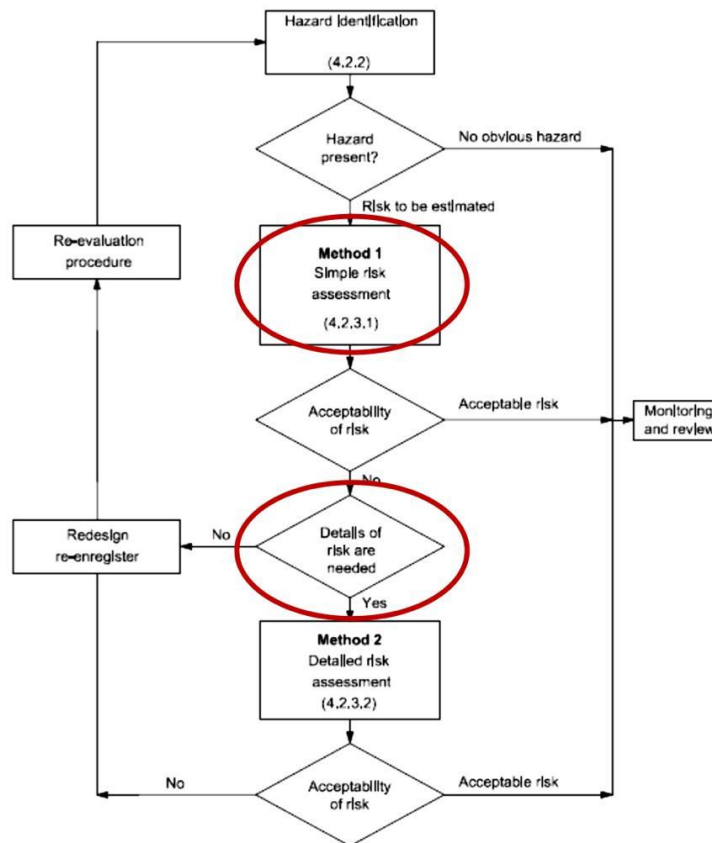 Hazard identification
(4.2.2)
Hazard
present?
No obvious hazard
Risk to be estimated
Re-evaluation
procedure
Method 1
Simple risk
assessment
(4.2.3.1)
Acceptability
of risk
Acceptable risk
Monitoring
and review
No
Redesign
re-enregister
No
Details of
risk are
needed
Yes
Method 2
Detailed risk
assessment
(4.2.3.2)
No
Acceptability
of risk
Acceptable risk